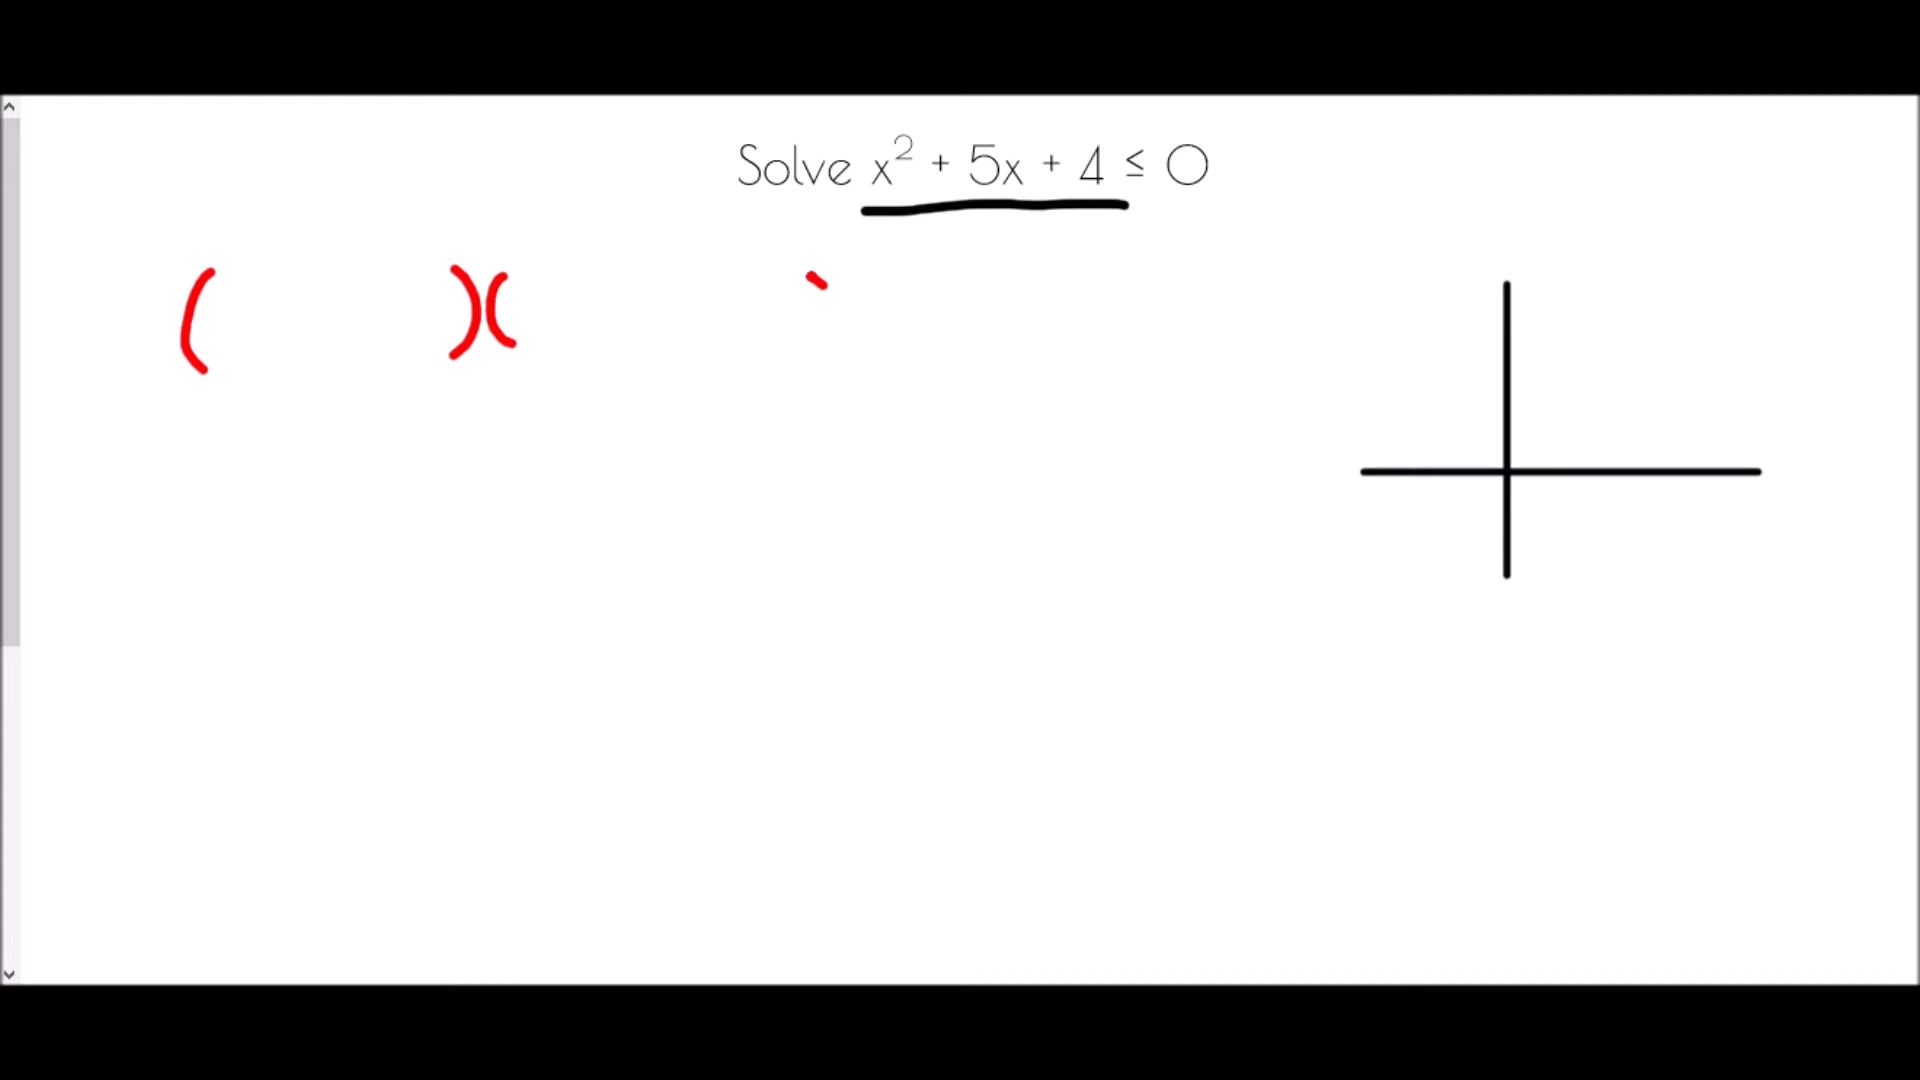 Solve x² + 5x + 4 ≤ 0
( )(